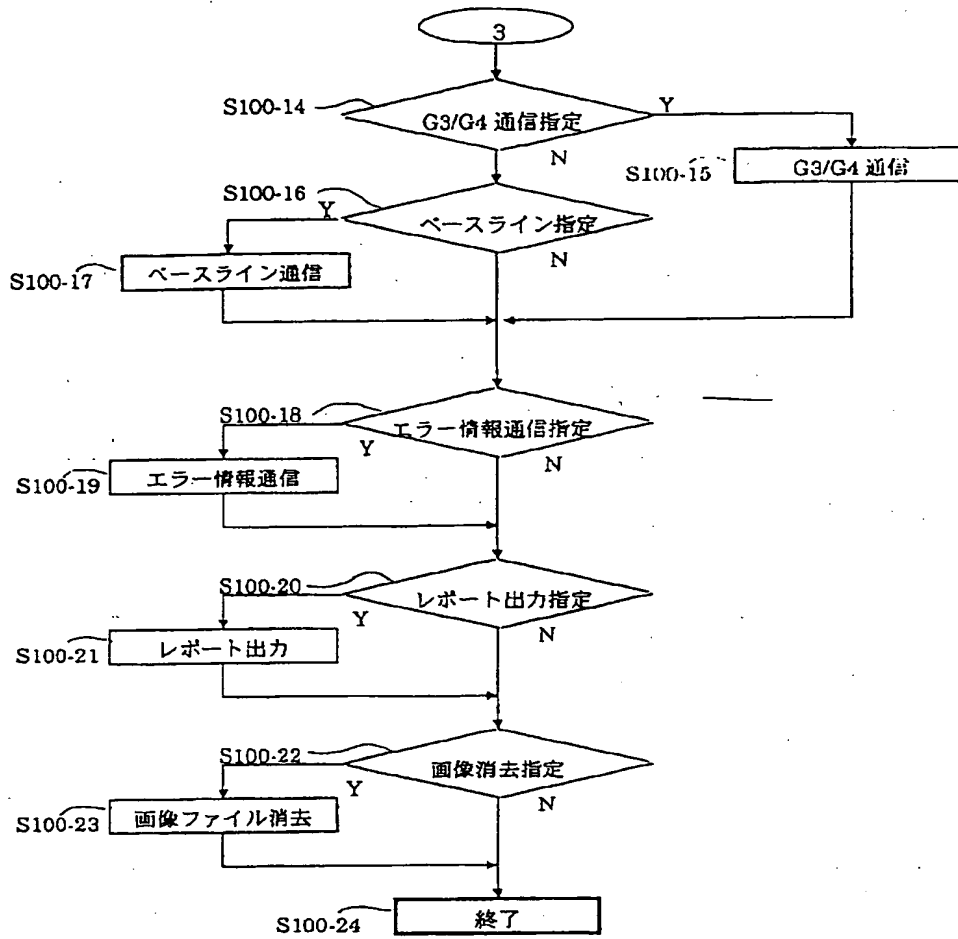 3
S100-14
G3/G4 通信指定
Y
N
S100-15
G3/G4 通信
S100-16
Y
ベースライン指定
N
S100-17
ベースライン通信
S100-18
エラー情報通信指定
Y
N
S100-19
エラー情報通信
S100-20
レポート出力指定
Y
N
S100-21
レポート出力
S100-22
画像消去指定
Y
N
S100-23
画像ファイル消去
S100-24
終了